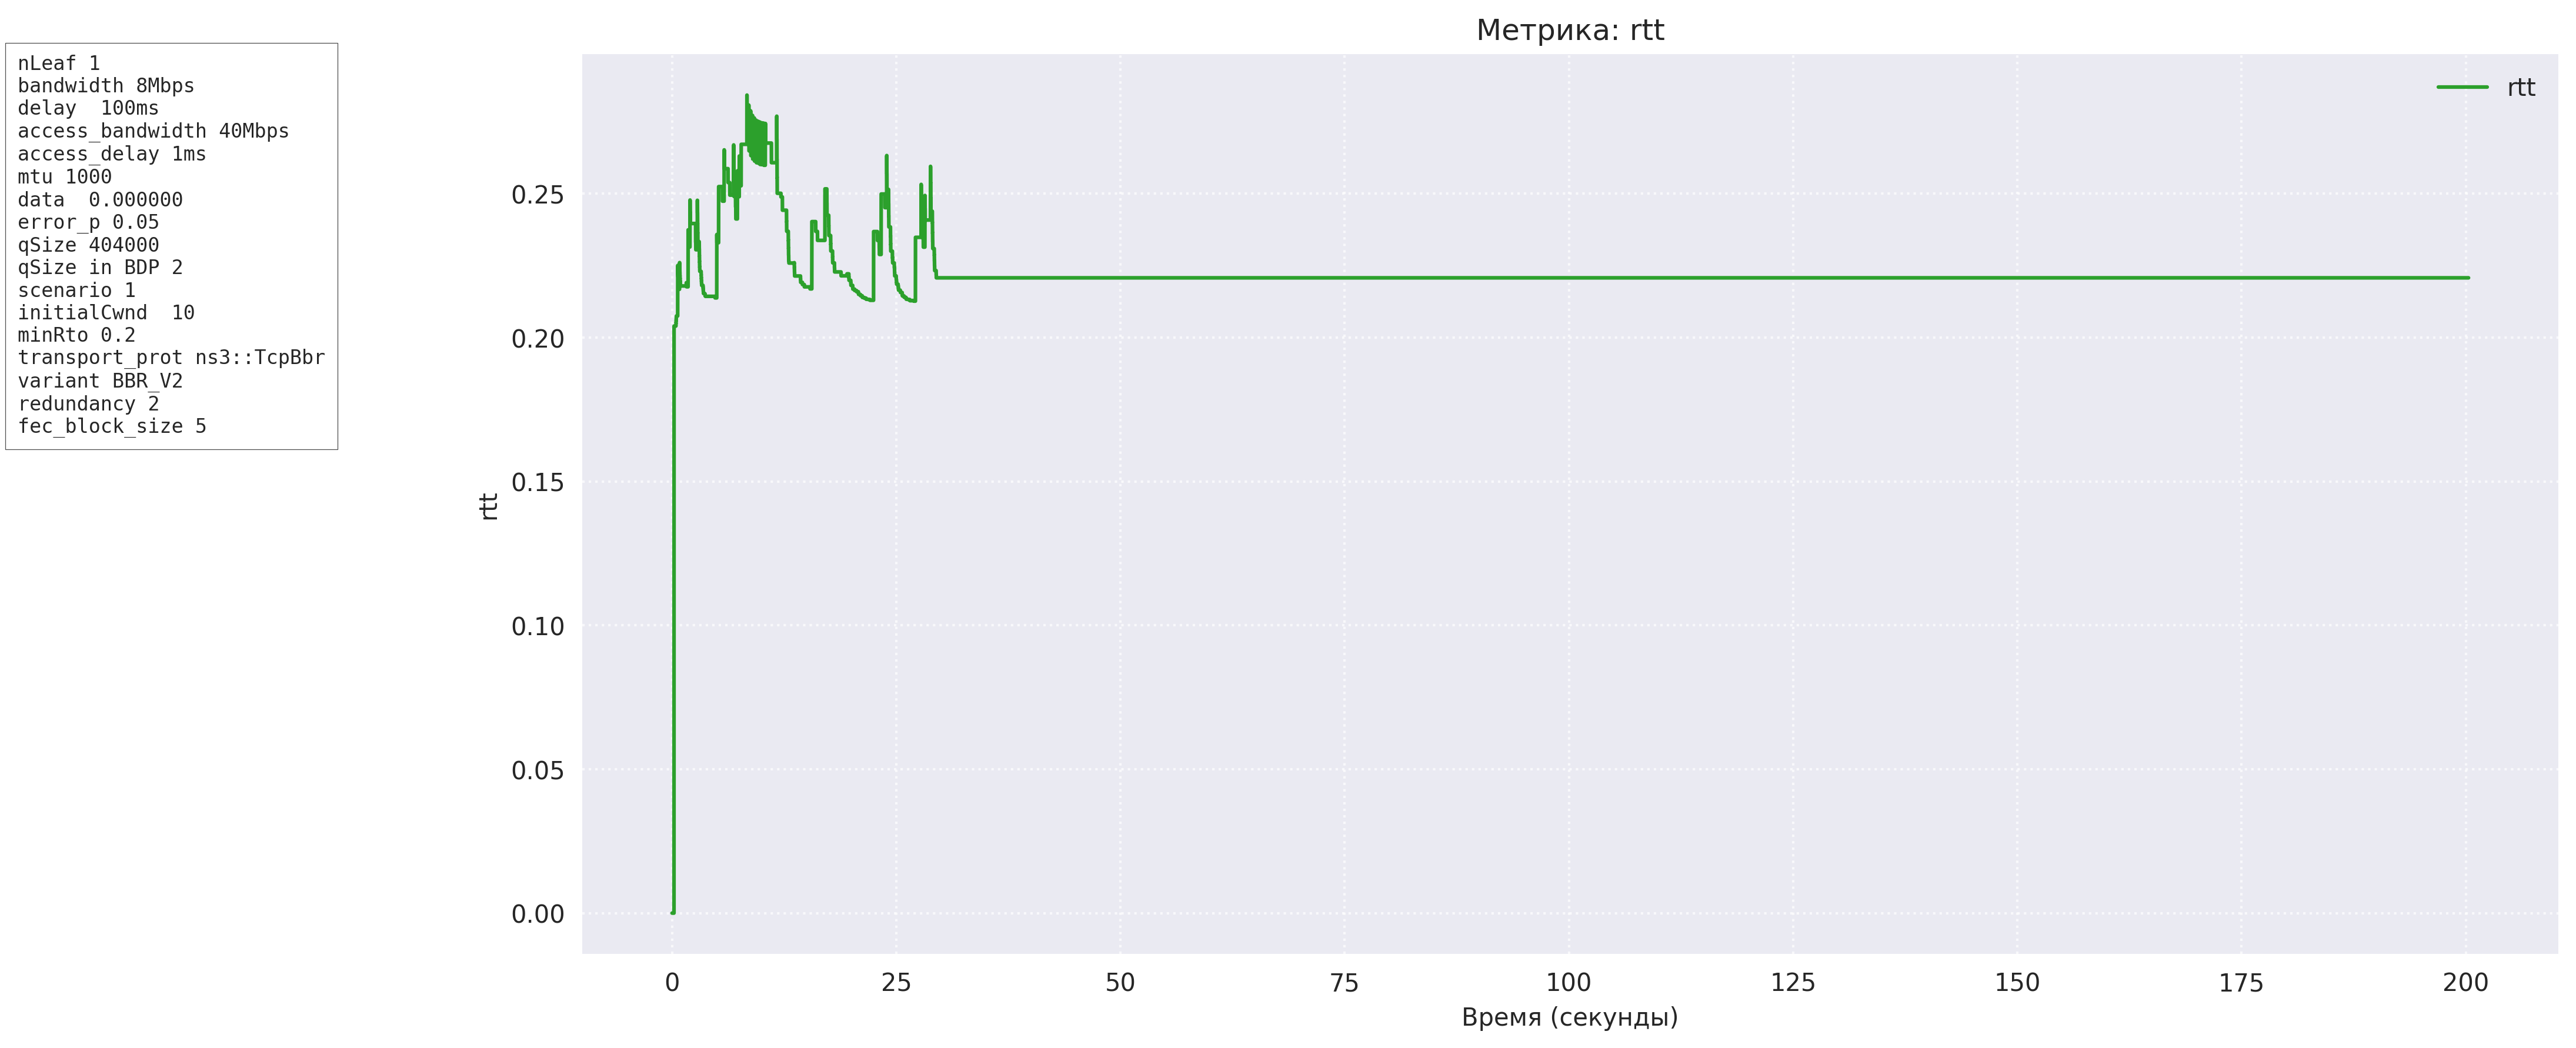 Метрика: rtt
nLeaf 1
bandwidth 8Mbps
delay  100ms
access_bandwidth 40Mbps
access_delay 1ms
mtu 1000
data  0.000000
error_p 0.05
qSize 404000
qSize in BDP 2
scenario 1
initialCwnd  10
minRto 0.2
transport_prot ns3::TcpBbr
variant BBR_V2
redundancy 2
fec_block_size 5
rtt
rtt
0.25
0.20
0.15
0.10
0.05
0.00
0 25 50 75 100 125 150 175 200
Время (секунды)